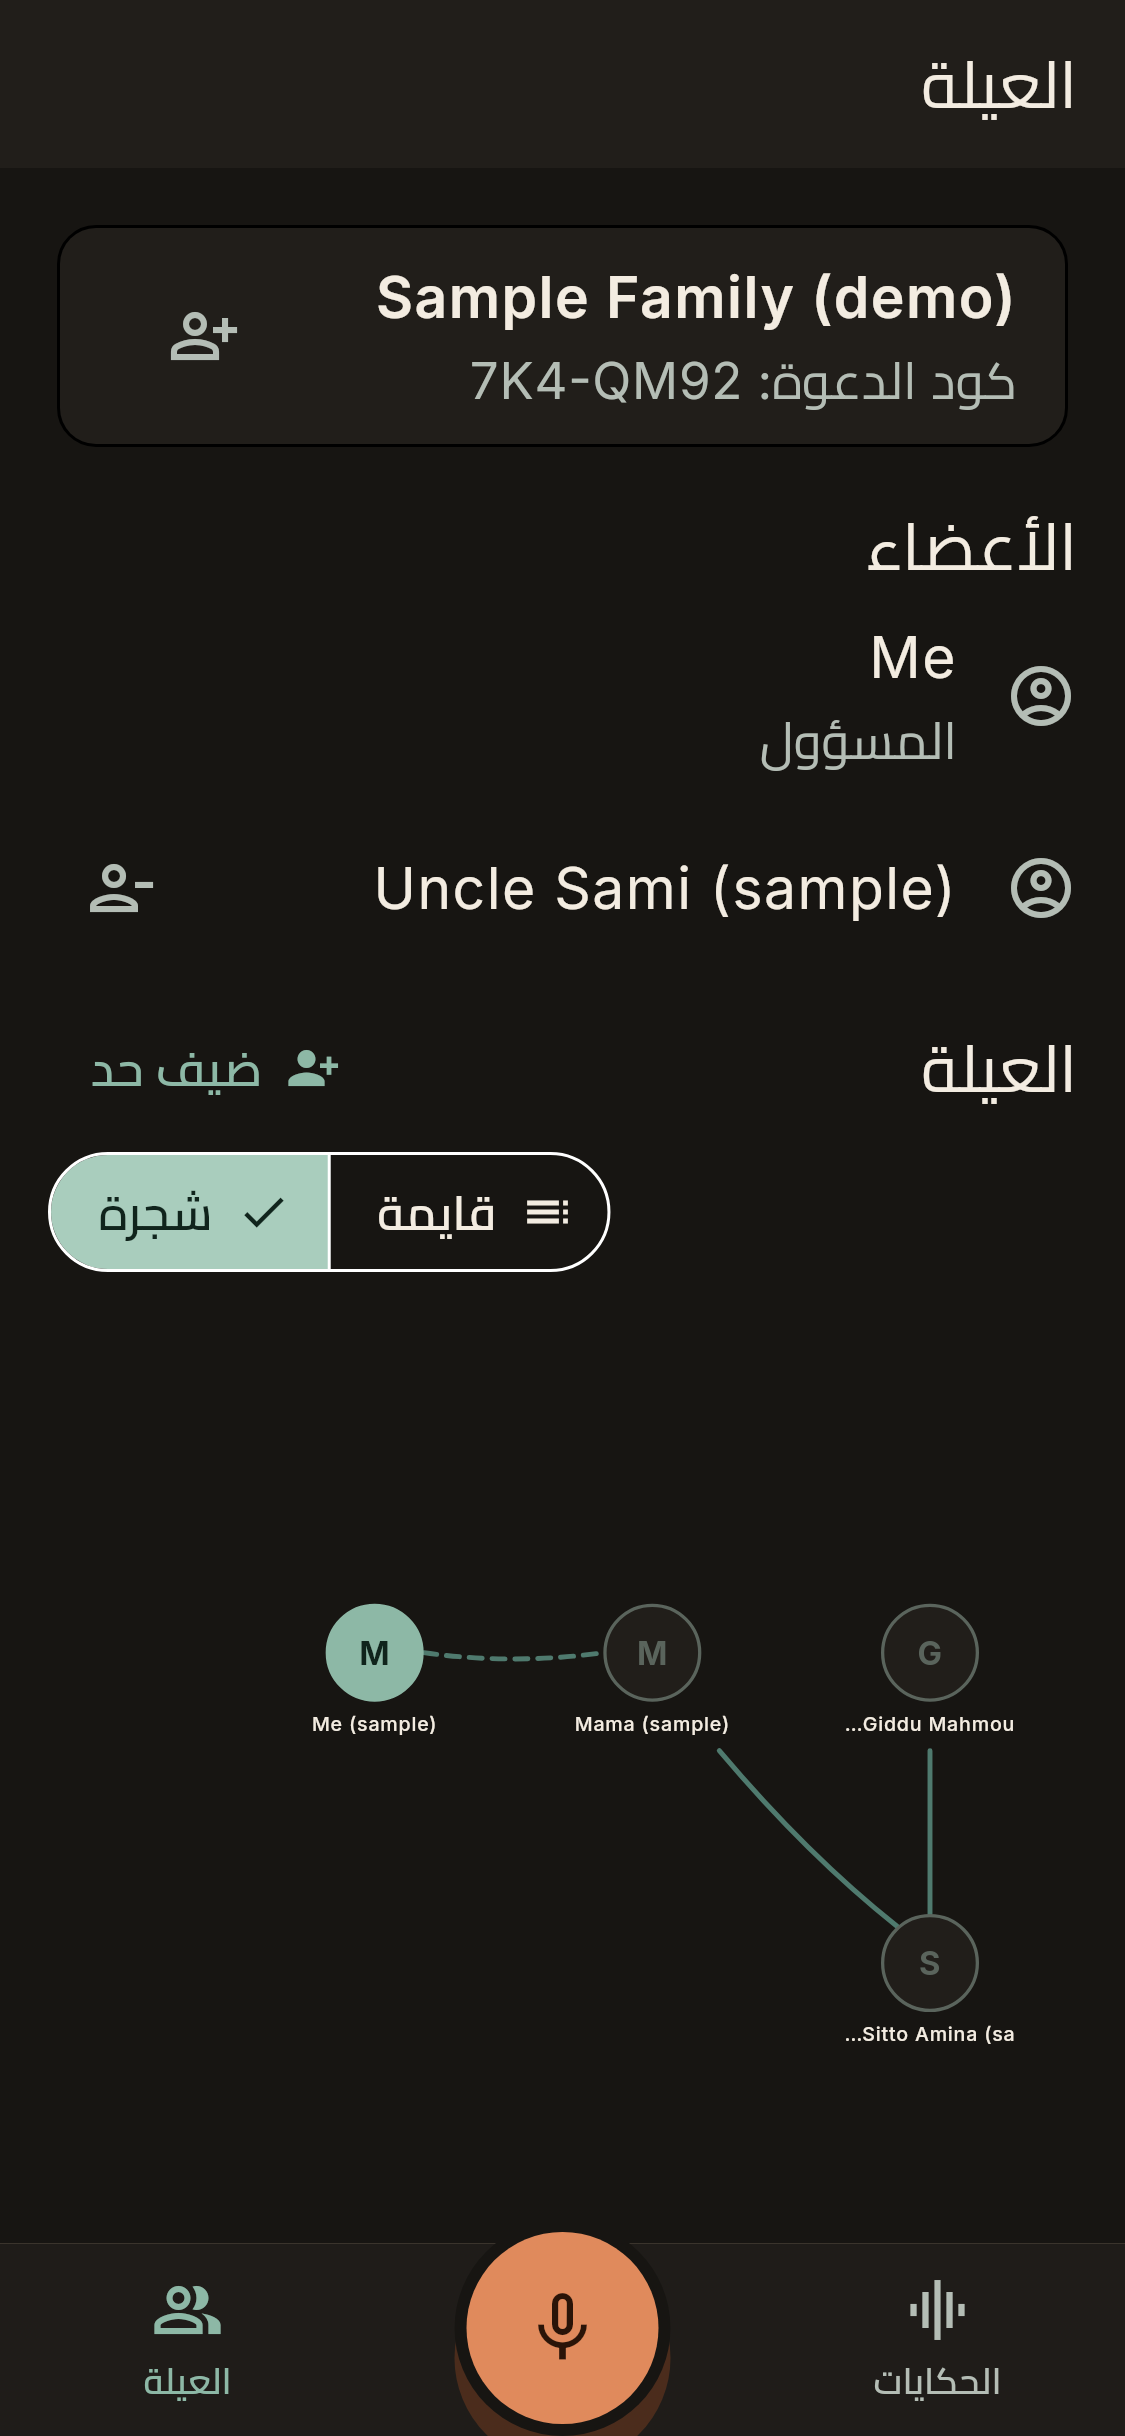 العيلة
Sample Family (demo)
كود الدعوة: 7K4-QM92
الأعضاء
Me
المسؤول
Uncle Sami (sample)
العيلة
ضيف حد
قايمة
شجرة
G
M
M
...Giddu Mahmou
Mama (sample)
Me (sample)
S
...Sitto Amina (sa
الحكايات
العيلة